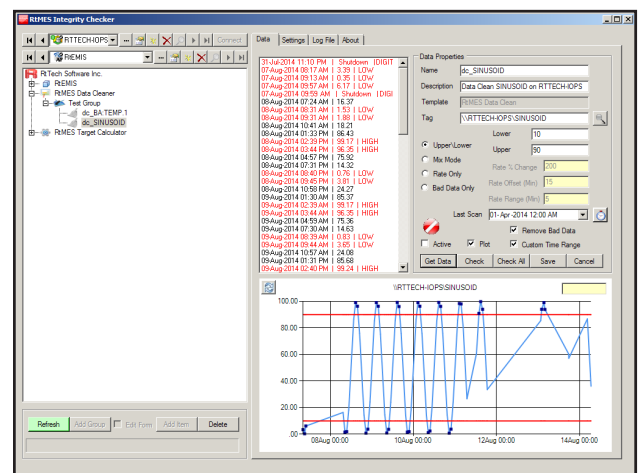 RtMES Integrity Checker
RTTECH-IOPS
Connect
RtEMIS
RtTech Software Inc.
RtEMIS
RtMES Data Cleaner
Test Group
dc_BA:TEMP.1
dc_SINUSOID
RtMES Target Calculator
Refresh
Add Group
Edit Form
Add Item
Delete
Data
Settings
Log File
About
31-Jul-2014 11:10 PM | Shutdown |DIGIT
07-Aug-2014 08:17 AM | 3.39 | LOW
07-Aug-2014 09:13 AM | 0.35 | LOW
07-Aug-2014 09:57 AM | 6.17 | LOW
07-Aug-2014 09:59 AM | Shutdown |DIGI
08-Aug-2014 07:24 AM | 16.37
08-Aug-2014 08:31 AM | 1.53 | LOW
08-Aug-2014 09:31 AM | 1.88 | LOW
08-Aug-2014 10:41 AM | 18.21
08-Aug-2014 01:33 PM | 86.43
08-Aug-2014 02:39 PM | 99.17 | HIGH
08-Aug-2014 03:44 PM | 96.35 | HIGH
08-Aug-2014 04:57 PM | 75.92
08-Aug-2014 07:31 PM | 14.32
08-Aug-2014 08:40 PM | 0.76 | LOW
08-Aug-2014 09:45 PM | 3.81 | LOW
08-Aug-2014 10:58 PM | 24.27
09-Aug-2014 01:30 AM | 85.37
09-Aug-2014 02:39 AM | 99.17 | HIGH
09-Aug-2014 03:44 AM | 96.35 | HIGH
09-Aug-2014 04:59 AM | 75.36
09-Aug-2014 07:30 AM | 14.63
09-Aug-2014 08:39 AM | 0.83 | LOW
09-Aug-2014 09:44 AM | 3.65 | LOW
09-Aug-2014 10:57 AM | 24.08
09-Aug-2014 01:31 PM | 85.68
09-Aug-2014 02:40 PM | 99.24 | HIGH
Data Properties
Name dc_SINUSOID
Description Data Clean SINUSOID on RTTECH-IOPS
Template RtMES Data Clean
Tag \\RTTECH-IOPS\SINUSOID
Lower 10
Upper\Lower
Upper 90
Mix Mode
Rate % Change 200
Rate Only
Rate Offset (Min) 15
Bad Data Only
Rate Range (Min) 5
Last Scan 01-Apr-2014 12:00 AM
Remove Bad Data
Active
Plot
Custom Time Range
Get Data
Check
Check All
Save
Cancel
\\RTTECH-IOPS\SINUSOID
100.00
80.00
60.00
40.00
20.00
.00
08Aug 00:00
10Aug 00:00
12Aug 00:00
14Aug 00:00